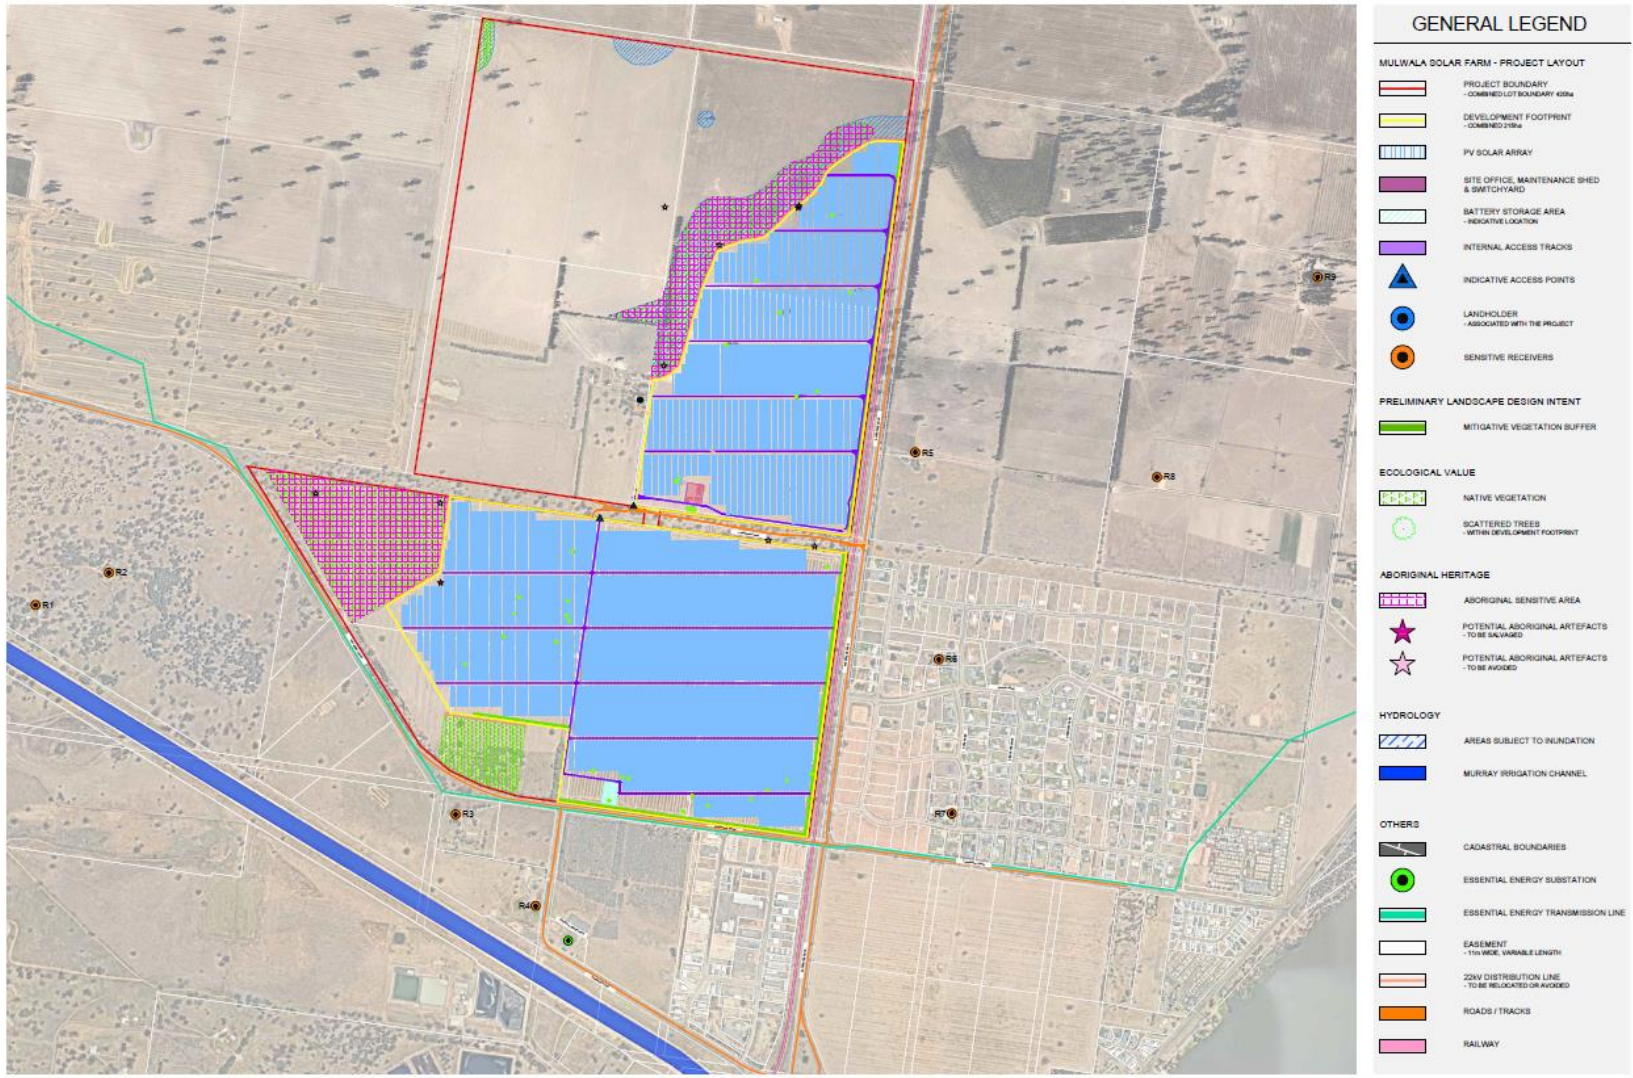 GENERAL LEGEND
MULWALA SOLAR FARM - PROJECT LAYOUT
PROJECT BOUNDARY
- COMBINED LOT BOUNDARY 420ha
DEVELOPMENT FOOTPRINT
- COMBINED 215ha
PV SOLAR ARRAY
SITE OFFICE, MAINTENANCE SHED
& SWITCHYARD
BATTERY STORAGE AREA
- INDICATIVE LOCATION
INTERNAL ACCESS TRACKS
INDICATIVE ACCESS POINTS
LANDHOLDER
- ASSOCIATED WITH THE PROJECT
SENSITIVE RECEIVERS
PRELIMINARY LANDSCAPE DESIGN INTENT
MITIGATIVE VEGETATION BUFFER
ECOLOGICAL VALUE
NATIVE VEGETATION
SCATTERED TREES
- WITHIN DEVELOPMENT FOOTPRINT
ABORIGINAL HERITAGE
ABORIGINAL SENSITIVE AREA
POTENTIAL ABORIGINAL ARTEFACTS
- TO BE SALVAGED
POTENTIAL ABORIGINAL ARTEFACTS
- TO BE AVOIDED
HYDROLOGY
AREAS SUBJECT TO INUNDATION
MURRAY IRRIGATION CHANNEL
OTHERS
CADASTRAL BOUNDARIES
ESSENTIAL ENERGY SUBSTATION
ESSENTIAL ENERGY TRANSMISSION LINE
EASEMENT
- 11m WIDE, VARIABLE LENGTH
22kV DISTRIBUTION LINE
- TO BE RELOCATED OR AVOIDED
ROADS / TRACKS
RAILWAY
R9
R5
R8
R2
R1
R6
R3
R7
R4